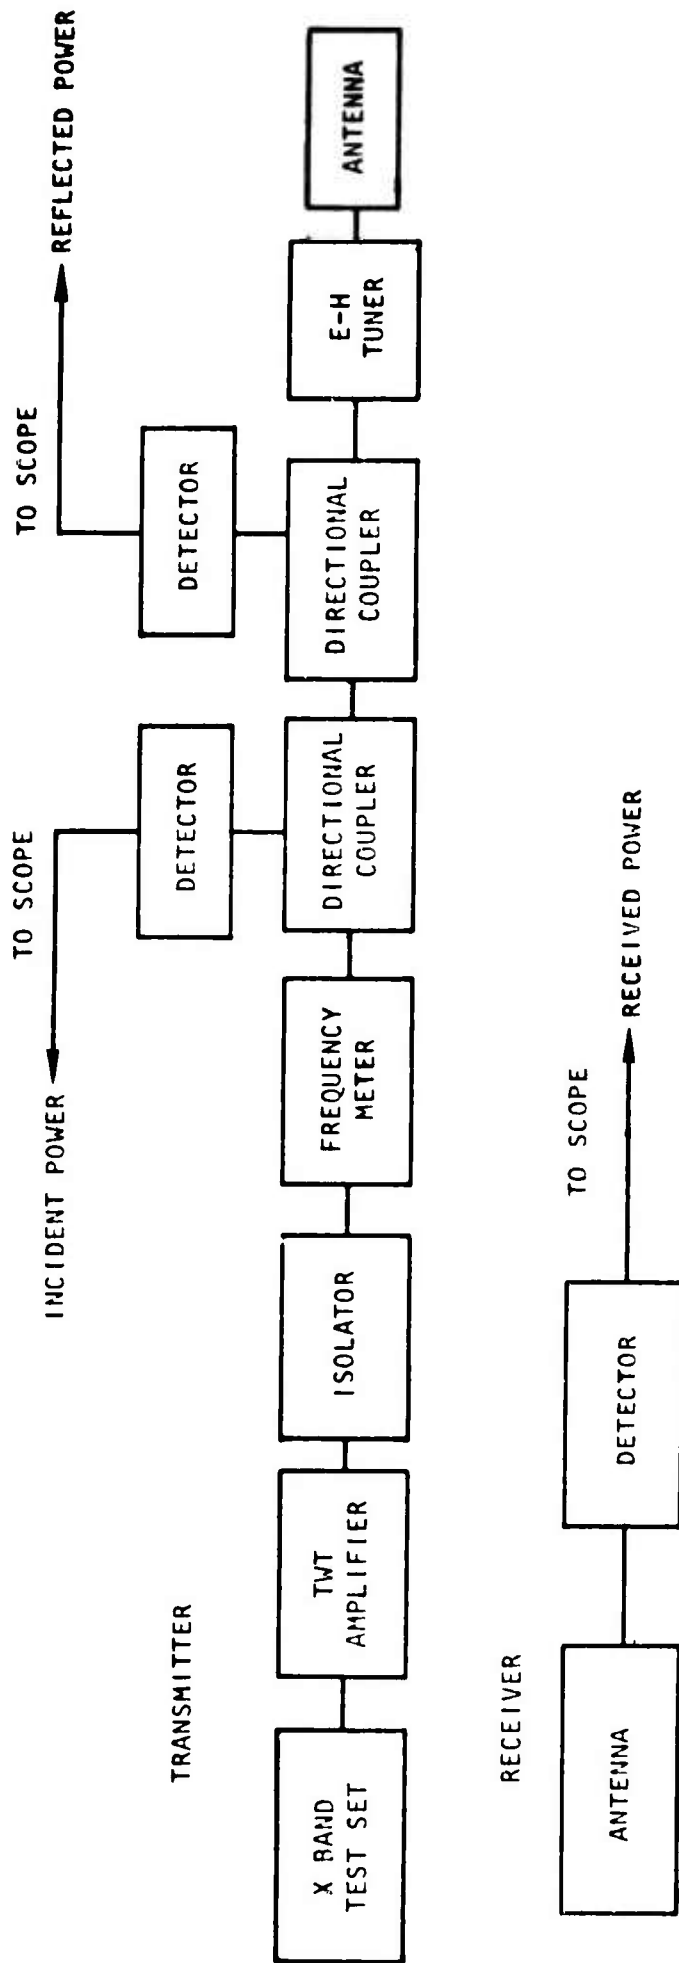 TRANSMITTER
TO SCOPE
INCIDENT POWER
TO SCOPE
REFLECTED POWER
DETECTOR
DETECTOR
X BAND
TEST SET
TWT
AMPLIFIER
ISOLATOR
FREQUENCY
METER
DIRECTIONAL
COUPLER
DIRECTIONAL
COUPLER
E-H
TUNER
ANTENNA
RECEIVER
ANTENNA
DETECTOR
TO SCOPE
RECEIVED POWER